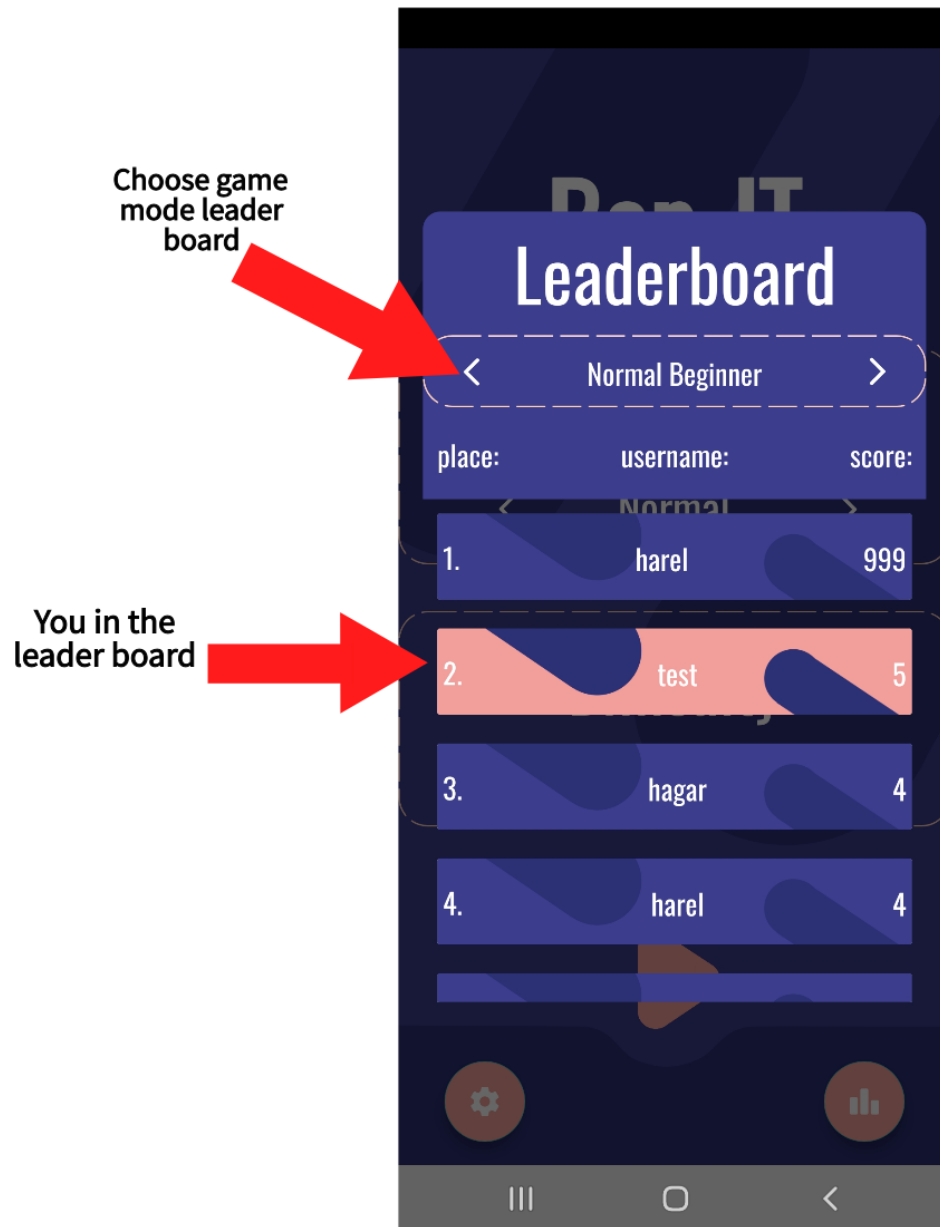 Choose game
mode leader
board
Leaderboard
Normal Beginner
place: username: score:
Normal
1. harel 999
You in the
leader board
2. test 5
3. hagar 4
4. harel 4